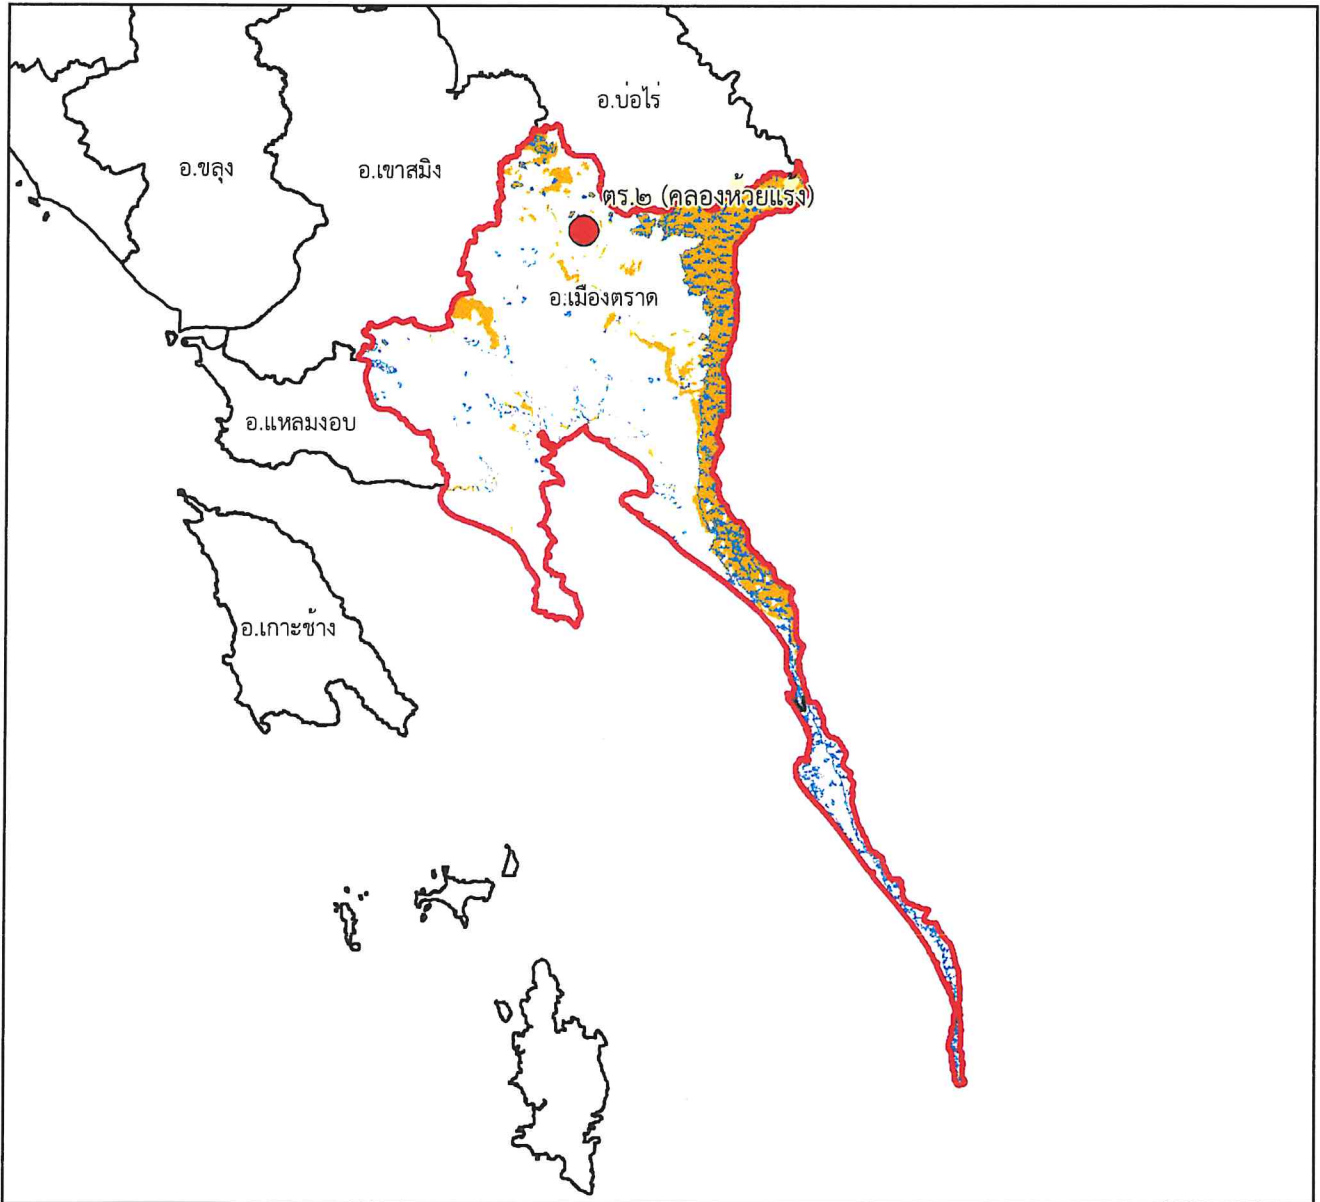 อ.บ่อไร่
อ.ขลุง
อ.เขาสมิง
ตร.๒ (คลองห้วยแร้ง)
อ.เมืองตราด
อ.แหลมงอบ
อ.เกาะช้าง